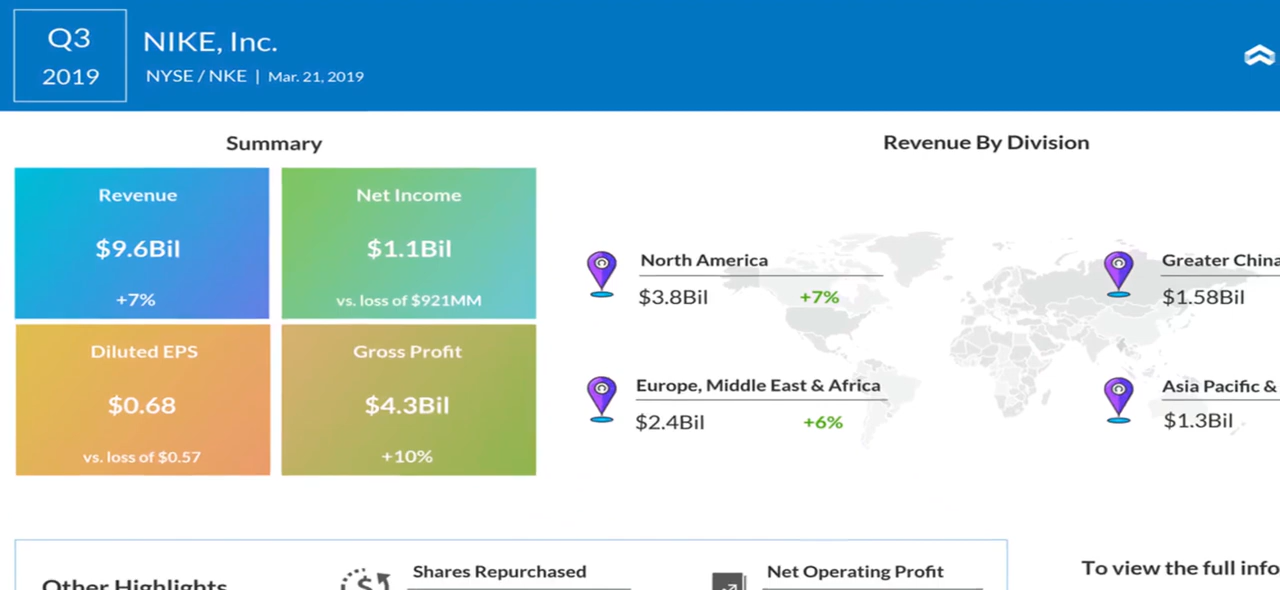 Q3
2019
NIKE, Inc.
NYSE / NKE | Mar. 21, 2019
Summary
Revenue
$9.6Bil
+7%
Net Income
$1.1Bil
vs. loss of $921MM
Diluted EPS
$0.68
vs. loss of $0.57
Gross Profit
$4.3Bil
+10%
Revenue By Division
North America
$3.8Bil +7%
Greater China
$1.58Bil
Europe, Middle East & Africa
$2.4Bil +6%
Asia Pacific &
$1.3Bil
Other Highlights
Shares Repurchased
Net Operating Profit
To view the full info